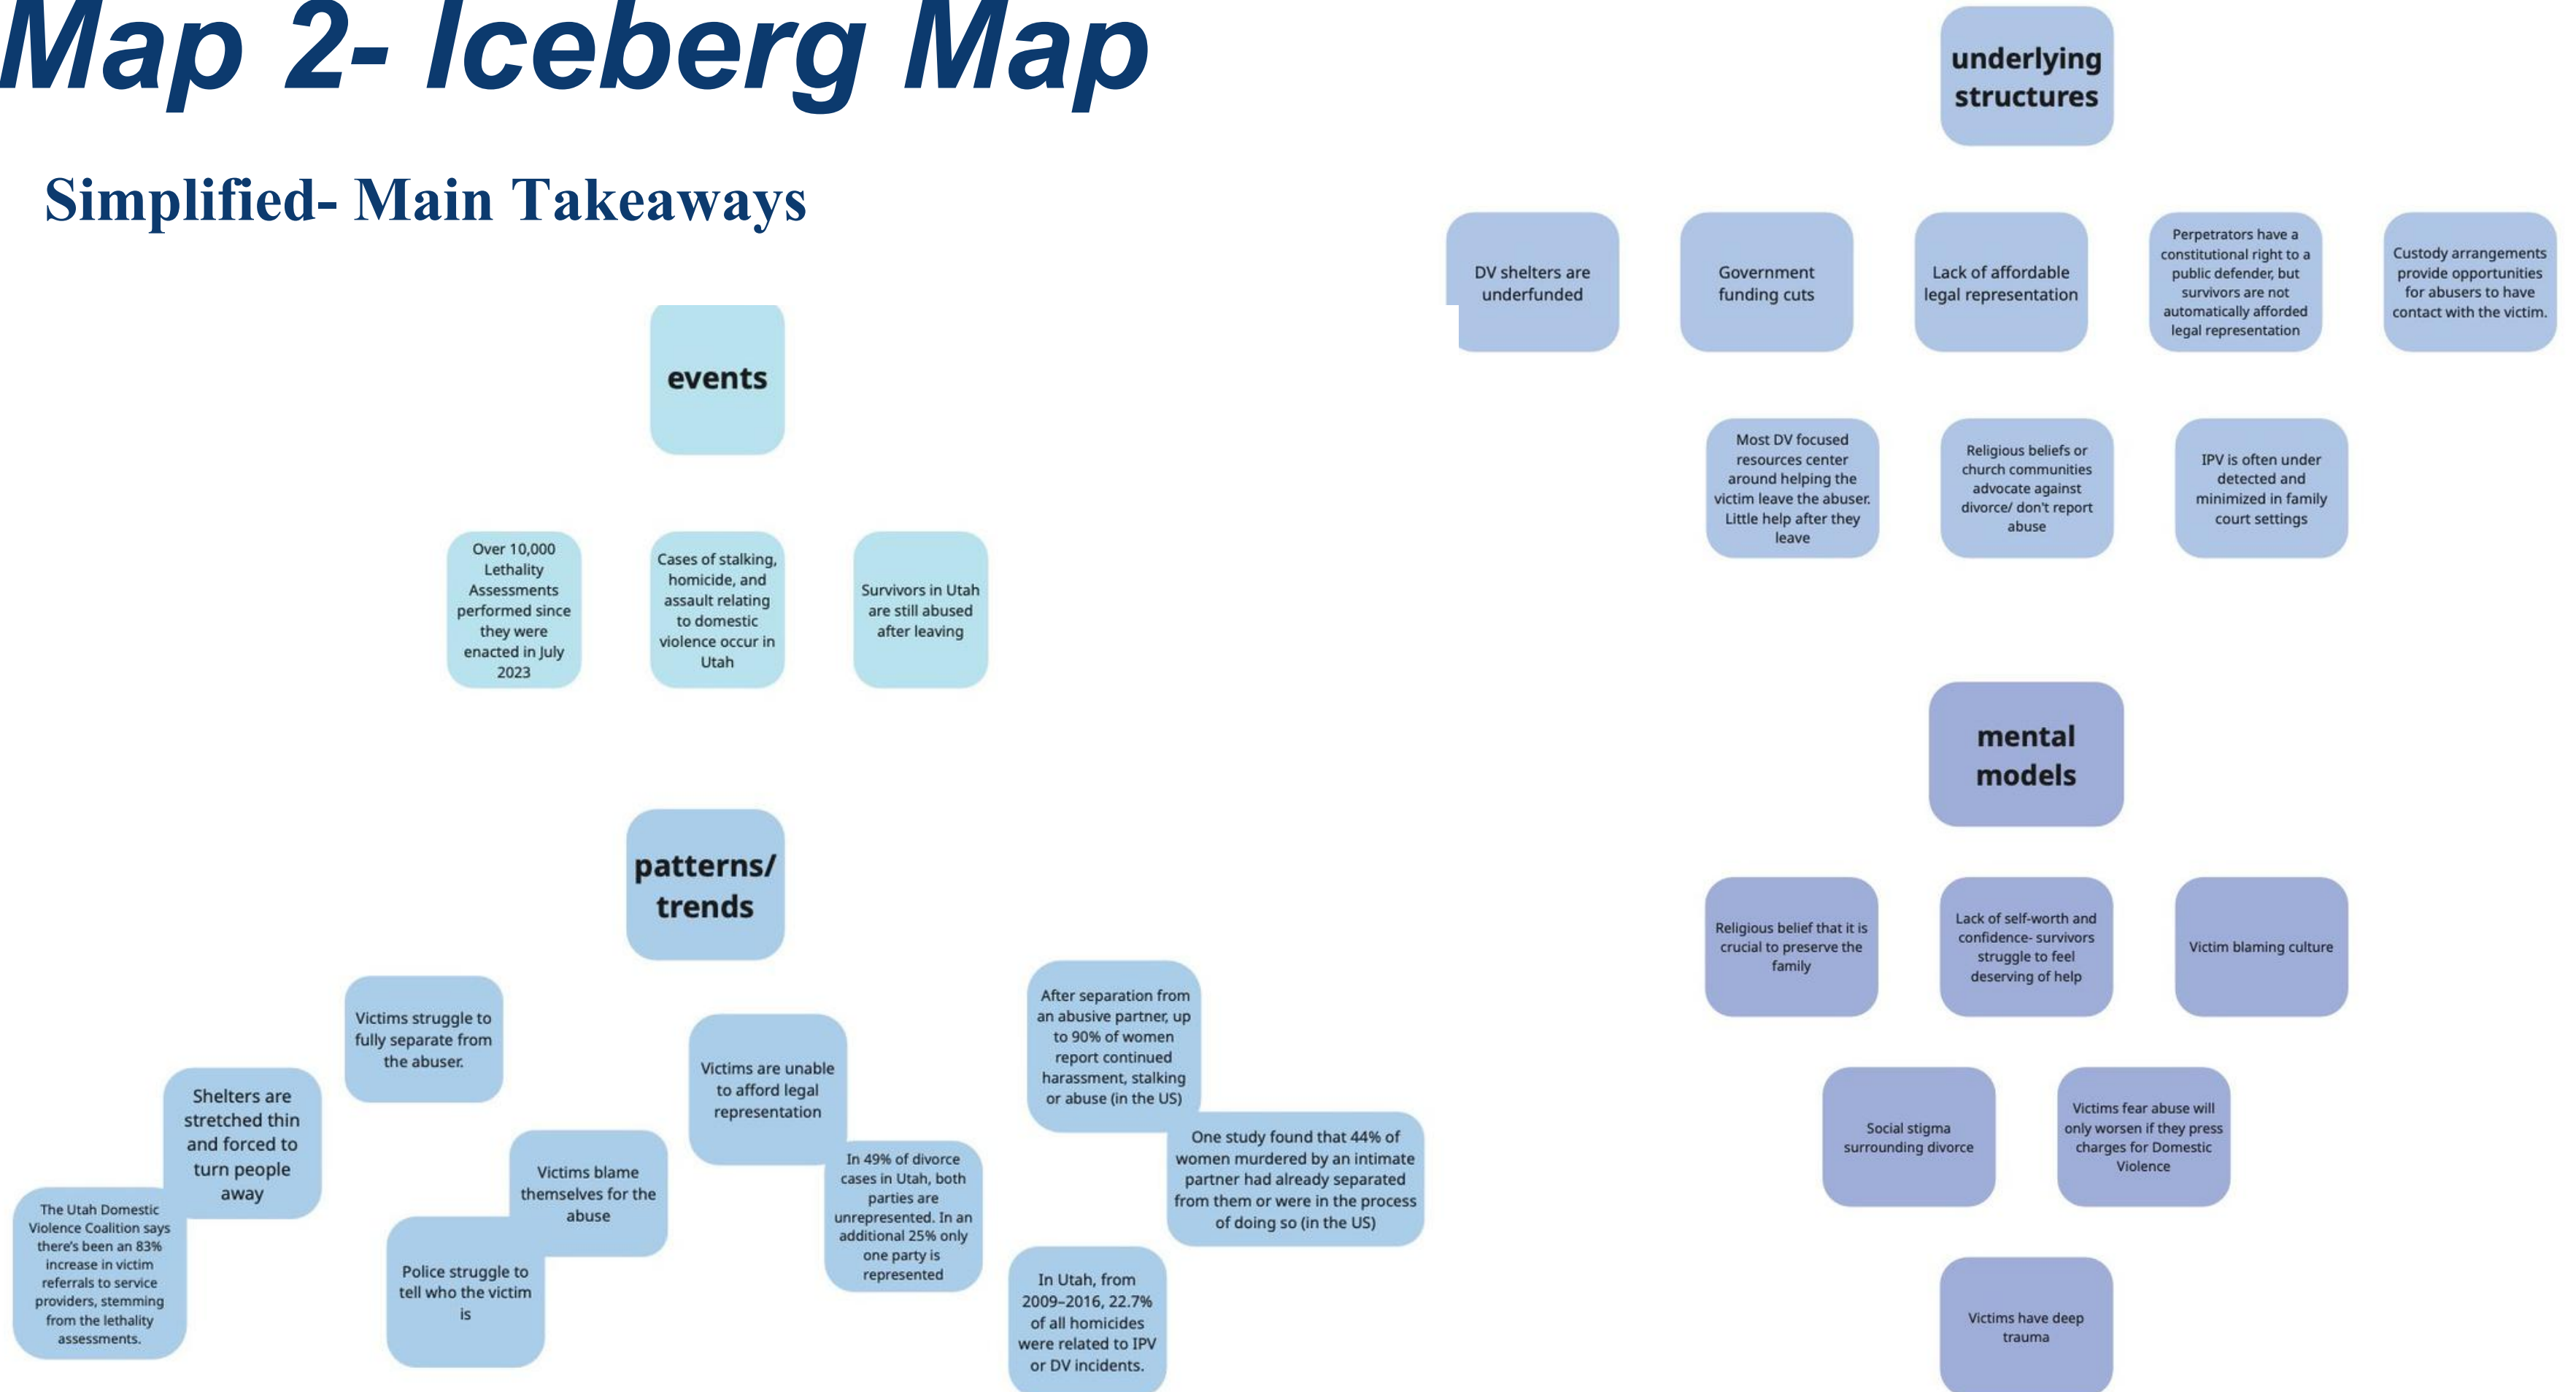 Map 2- Iceberg Map
Simplified- Main Takeaways
events
Over 10,000
Lethality
Assessments
performed since
they were
enacted in July
2023
Cases of stalking,
homicide, and
assault relating
to domestic
violence occur in
Utah
Survivors in Utah
are still abused
after leaving
patterns/
trends
Victims struggle to
fully separate from
the abuser.
Shelters are
stretched thin
and forced to
turn people
away
The Utah Domestic
Violence Coalition says
there's been an 83%
increase in victim
referrals to service
providers, stemming
from the lethality
assessments.
Victims blame
themselves for the
abuse
Police struggle to
tell who the victim
is
Victims are unable
to afford legal
representation
In 49% of divorce
cases in Utah, both
parties are
unrepresented. In an
additional 25% only
one party is
represented
After separation from
an abusive partner, up
to 90% of women
report continued
harassment, stalking
or abuse (in the US)
One study found that 44% of
women murdered by an intimate
partner had already separated
from them or were in the process
of doing so (in the US)
In Utah, from
2009–2016, 22.7%
of all homicides
were related to IPV
or DV incidents.
underlying
structures
DV shelters are
underfunded
Government
funding cuts
Lack of affordable
legal representation
Perpetrators have a
constitutional right to a
public defender, but
survivors are not
automatically afforded
legal representation
Custody arrangements
provide opportunities
for abusers to have
contact with the victim.
Most DV focused
resources center
around helping the
victim leave the abuser.
Little help after they
leave
Religious beliefs or
church communities
advocate against
divorce/ don't report
abuse
IPV is often under
detected and
minimized in family
court settings
mental
models
Religious belief that it is
crucial to preserve the
family
Lack of self-worth and
confidence- survivors
struggle to feel
deserving of help
Victim blaming culture
Social stigma
surrounding divorce
Victims fear abuse will
only worsen if they press
charges for Domestic
Violence
Victims have deep
trauma